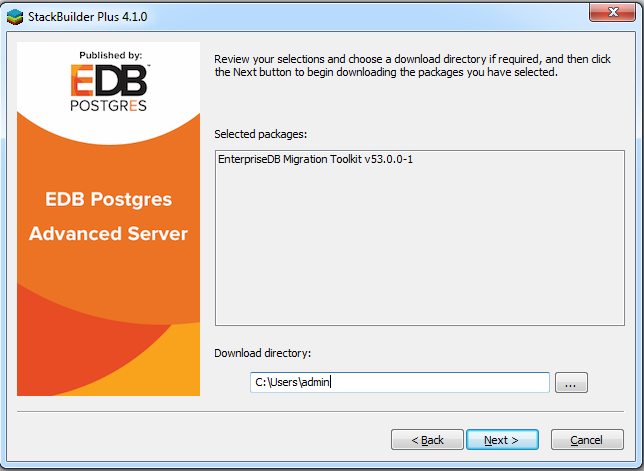 StackBuilder Plus 4.1.0
Published by:
EDB™
POSTGRES
EDB Postgres
Advanced Server
Review your selections and choose a download directory if required, and then click
the Next button to begin downloading the packages you have selected.
Selected packages:
EnterpriseDB Migration Toolkit v53.0.0-1
Download directory:
C:\Users\admin
...
< Back
Next >
Cancel